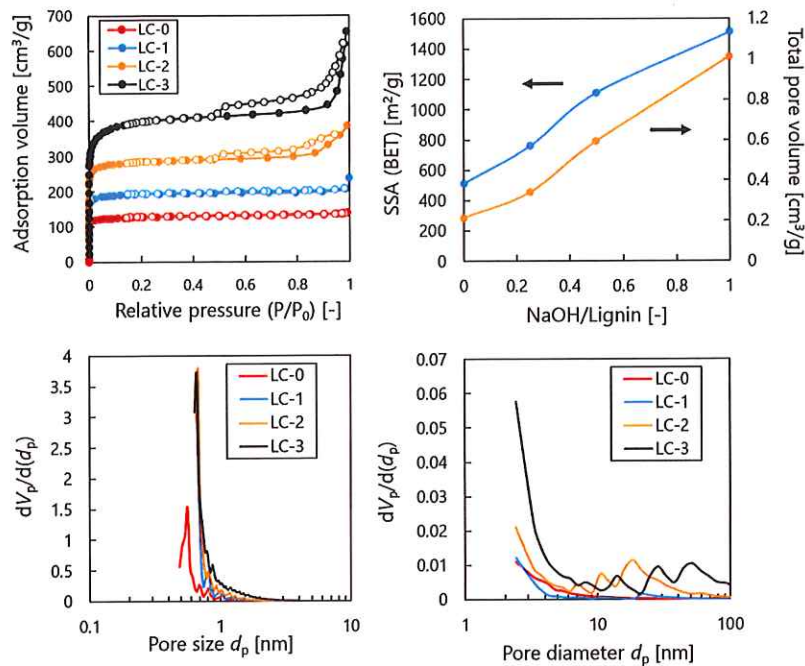 700
600
500
400
300
200
100
0
Adsorption volume [cm³/g]
LC-0
LC-1
LC-2
LC-3
0 0.2 0.4 0.6 0.8 1
Relative pressure (P/P₀) [-]
1600
1400
1200
1000
800
600
400
200
0
SSA (BET) [m²/g]
1.2
1
0.8
0.6
0.4
0.2
0
Total pore volume [cm³/g]
0 0.2 0.4 0.6 0.8 1
NaOH/Lignin [-]
4
3.5
3
2.5
2
1.5
1
0.5
0
dVₚ/d(dₚ)
LC-0
LC-1
LC-2
LC-3
0.1 1 10
Pore size dₚ [nm]
0.07
0.06
0.05
0.04
0.03
0.02
0.01
0
dVₚ/d(dₚ)
LC-0
LC-1
LC-2
LC-3
1 10 100
Pore diameter dₚ [nm]